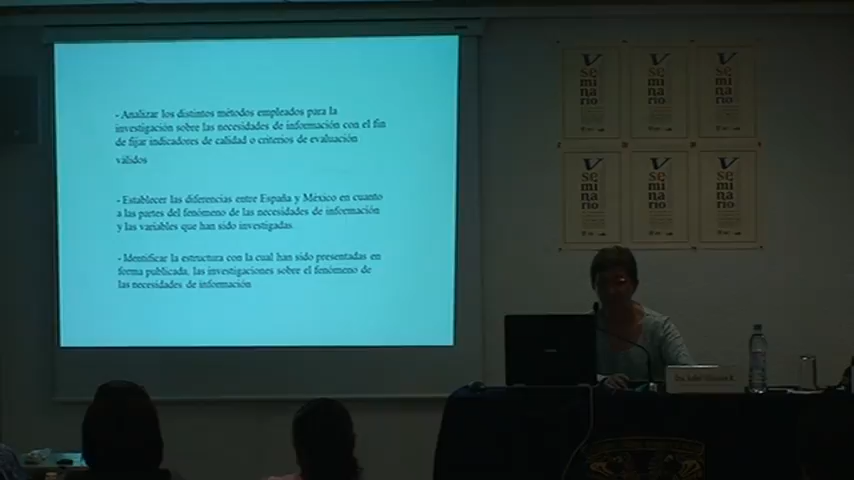 - Analizar los distintos métodos empleados para la
investigación sobre las necesidades de información con el fin
de fijar indicadores de calidad o criterios de evaluación
válidos
- Establecer las diferencias entre España y México en cuanto
a las partes del fenómeno de las necesidades de información
y las variables que han sido investigadas.
- Identificar la estructura con la cual han sido presentadas en
forma publicada, las investigaciones sobre el fenómeno de
las necesidades de información
V
se
mi
na
rio
V
se
mi
na
rio
V
se
mi
na
rio
V
se
mi
na
rio
V
se
mi
na
rio
V
se
mi
na
rio